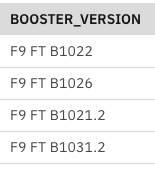 BOOSTER_VERSION
F9 FT B1022
F9 FT B1026
F9 FT B1021.2
F9 FT B1031.2